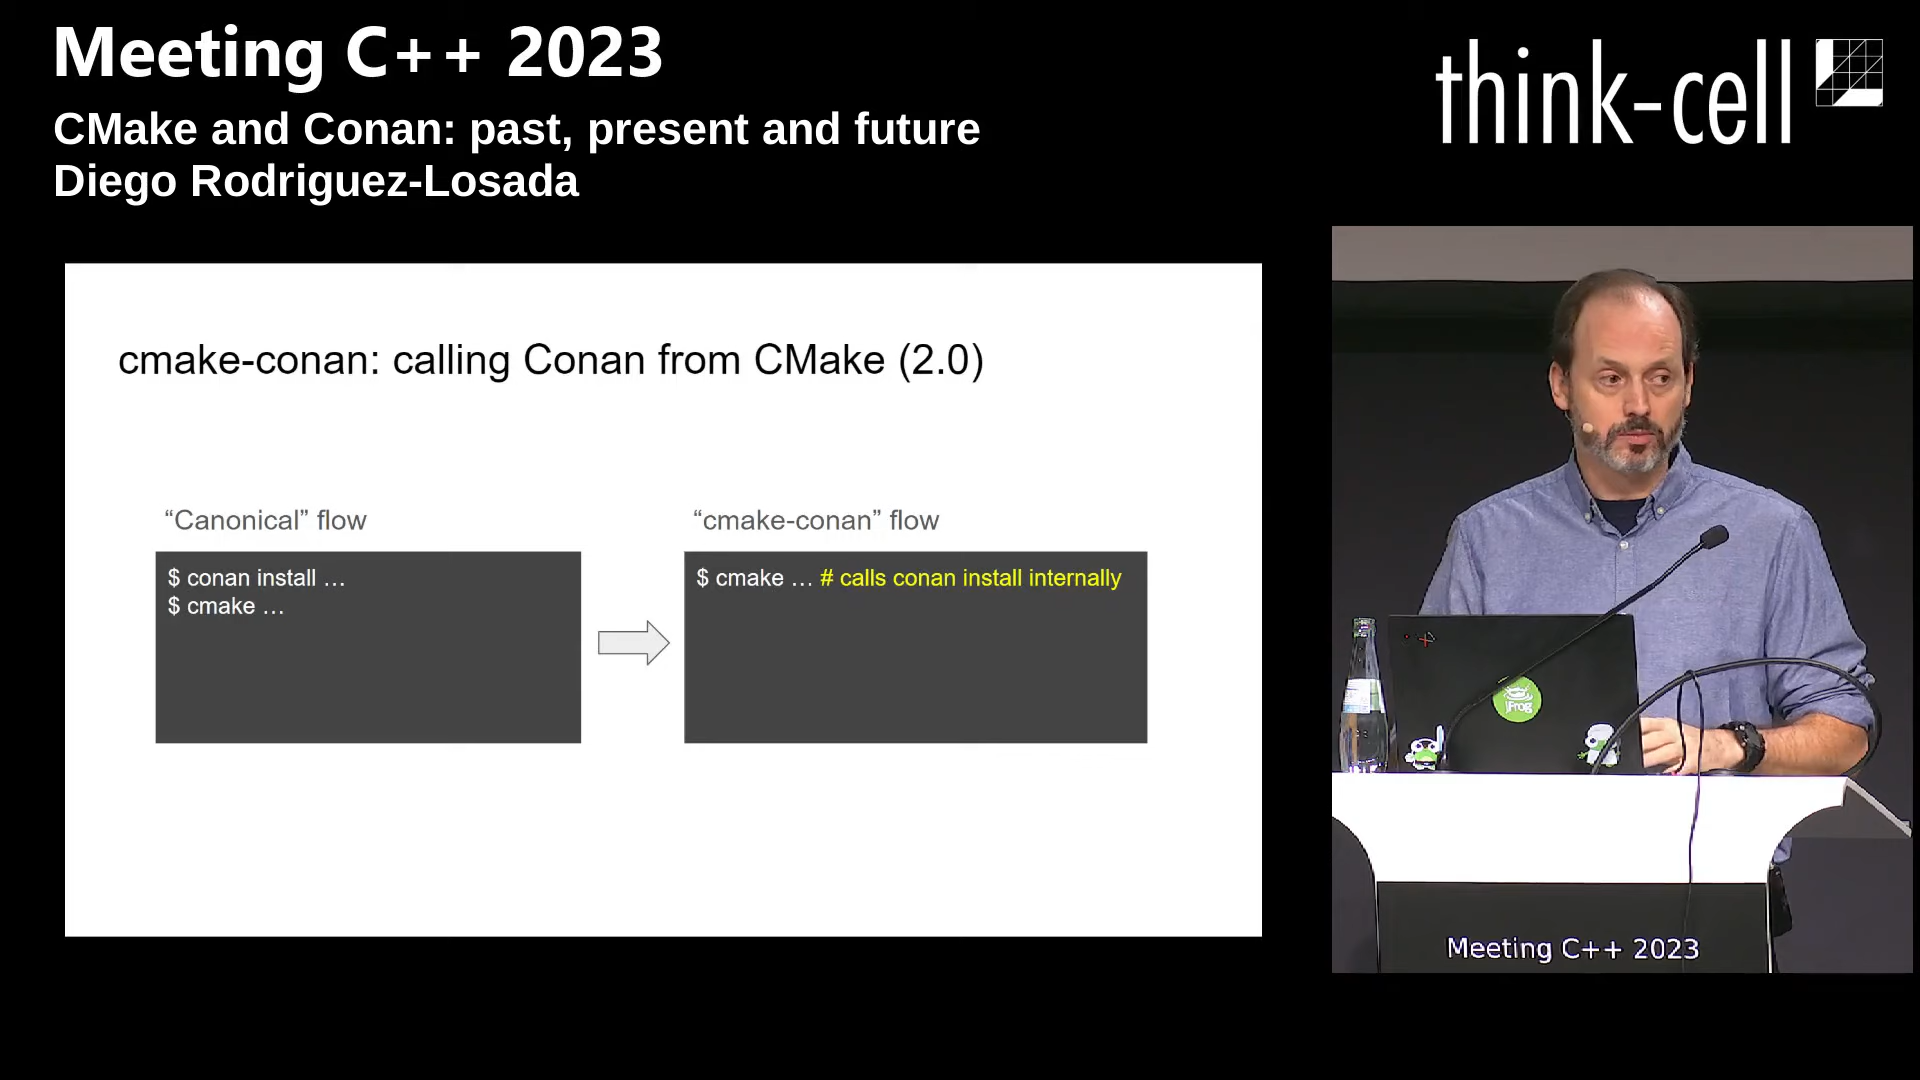 Meeting C++ 2023
CMake and Conan: past, present and future
Diego Rodriguez-Losada
think-cell
cmake-conan: calling Conan from CMake (2.0)
“Canonical” flow
$ conan install …
$ cmake …
“cmake-conan” flow
$ cmake … # calls conan install internally
jFrog
Meeting C++ 2023